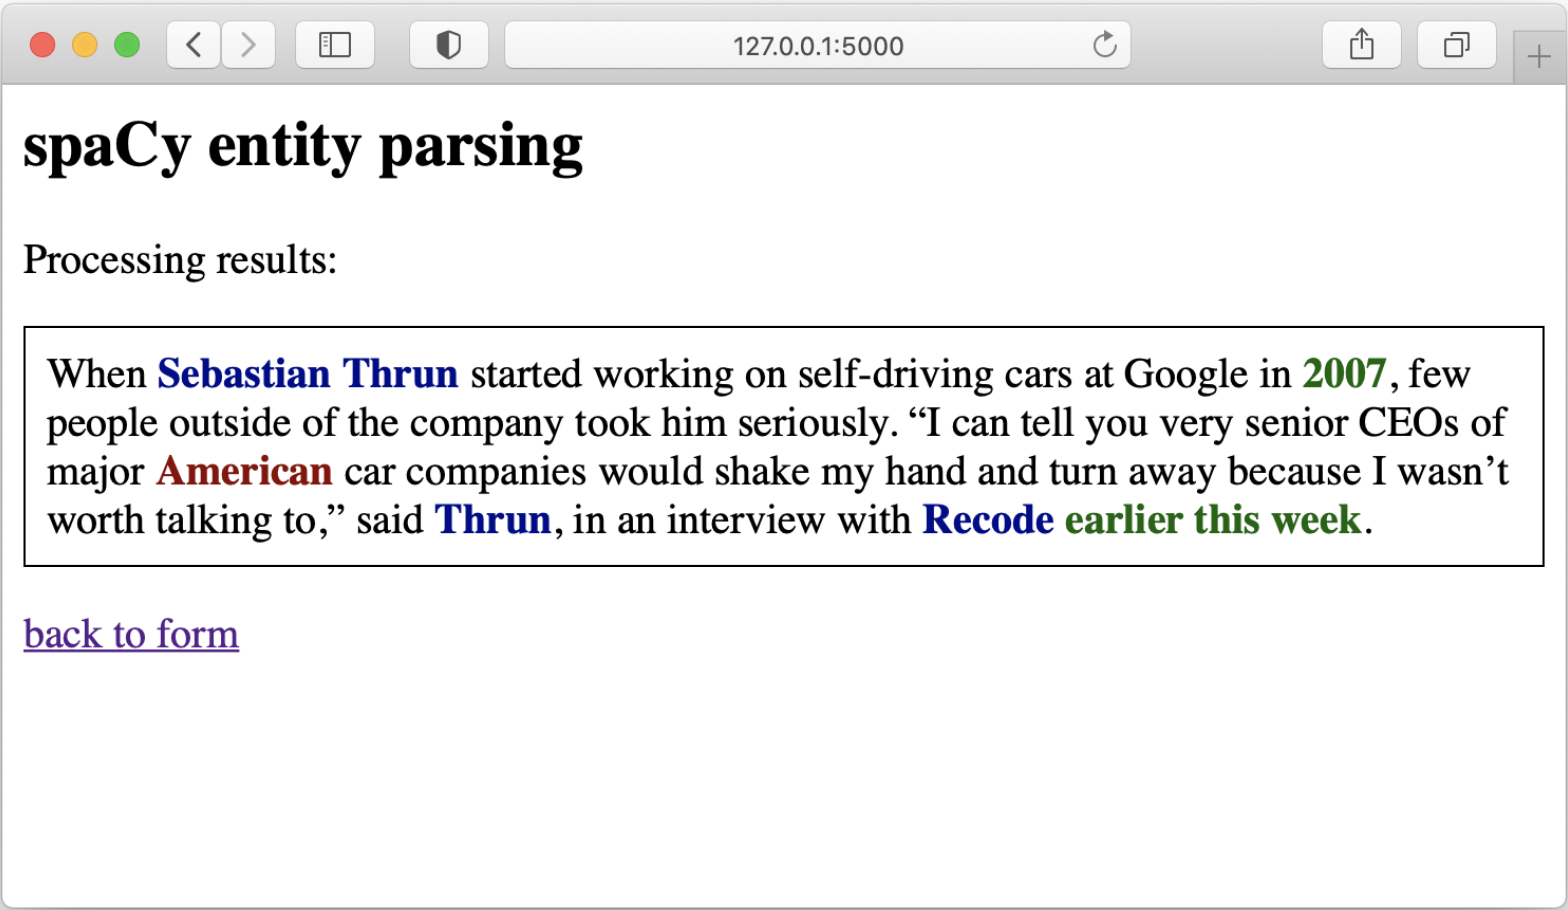 127.0.0.1:5000
spaCy entity parsing
Processing results:
When Sebastian Thrun started working on self-driving cars at Google in 2007, few
people outside of the company took him seriously. “I can tell you very senior CEOs of
major American car companies would shake my hand and turn away because I wasn’t
worth talking to,” said Thrun, in an interview with Recode earlier this week.
back to form